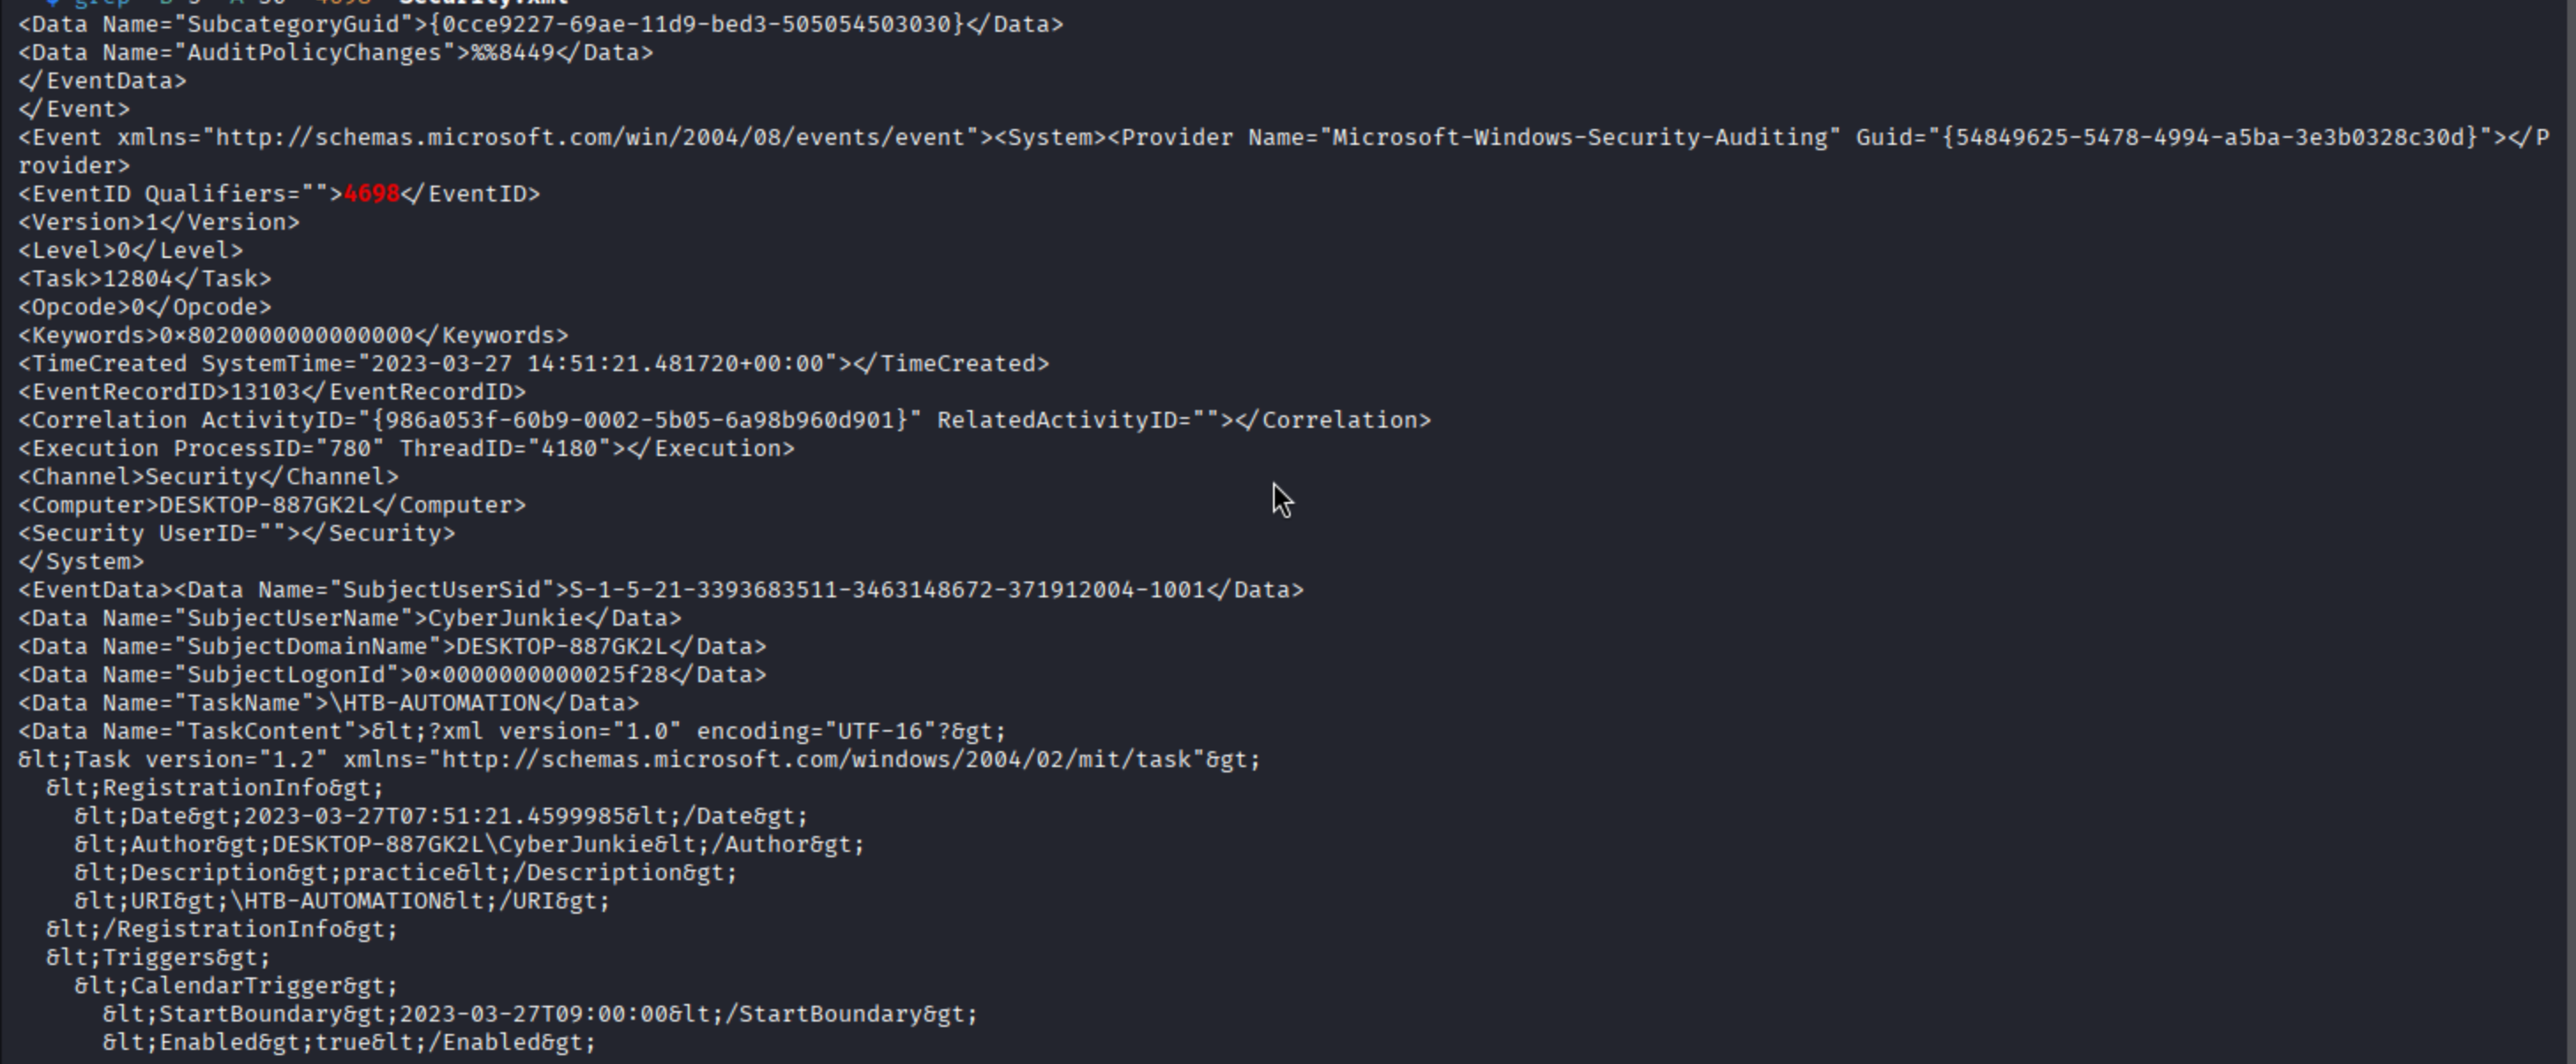 grep -B 5 -A 50 "4698" Security.xml
<Data Name="SubcategoryGuid">{0cce9227-69ae-11d9-bed3-505054503030}</Data>
<Data Name="AuditPolicyChanges">%%8449</Data>
</EventData>
</Event>
<Event xmlns="http://schemas.microsoft.com/win/2004/08/events/event"><System><Provider Name="Microsoft-Windows-Security-Auditing" Guid="{54849625-5478-4994-a5ba-3e3b0328c30d}"></P
rovider>
<EventID Qualifiers="">4698</EventID>
<Version>1</Version>
<Level>0</Level>
<Task>12804</Task>
<Opcode>0</Opcode>
<Keywords>0×8020000000000000</Keywords>
<TimeCreated SystemTime="2023-03-27 14:51:21.481720+00:00"></TimeCreated>
<EventRecordID>13103</EventRecordID>
<Correlation ActivityID="{986a053f-60b9-0002-5b05-6a98b960d901}" RelatedActivityID=""></Correlation>
<Execution ProcessID="780" ThreadID="4180"></Execution>
<Channel>Security</Channel>
<Computer>DESKTOP-887GK2L</Computer>
<Security UserID=""></Security>
</System>
<EventData><Data Name="SubjectUserSid">S-1-5-21-3393683511-3463148672-371912004-1001</Data>
<Data Name="SubjectUserName">CyberJunkie</Data>
<Data Name="SubjectDomainName">DESKTOP-887GK2L</Data>
<Data Name="SubjectLogonId">0×0000000000025f28</Data>
<Data Name="TaskName">\HTB-AUTOMATION</Data>
<Data Name="TaskContent">&lt;?xml version="1.0" encoding="UTF-16"?&gt;
&lt;Task version="1.2" xmlns="http://schemas.microsoft.com/windows/2004/02/mit/task"&gt;
  &lt;RegistrationInfo&gt;
    &lt;Date&gt;2023-03-27T07:51:21.4599985&lt;/Date&gt;
    &lt;Author&gt;DESKTOP-887GK2L\CyberJunkie&lt;/Author&gt;
    &lt;Description&gt;practice&lt;/Description&gt;
    &lt;URI&gt;\HTB-AUTOMATION&lt;/URI&gt;
  &lt;/RegistrationInfo&gt;
  &lt;Triggers&gt;
    &lt;CalendarTrigger&gt;
      &lt;StartBoundary&gt;2023-03-27T09:00:00&lt;/StartBoundary&gt;
      &lt;Enabled&gt;true&lt;/Enabled&gt;